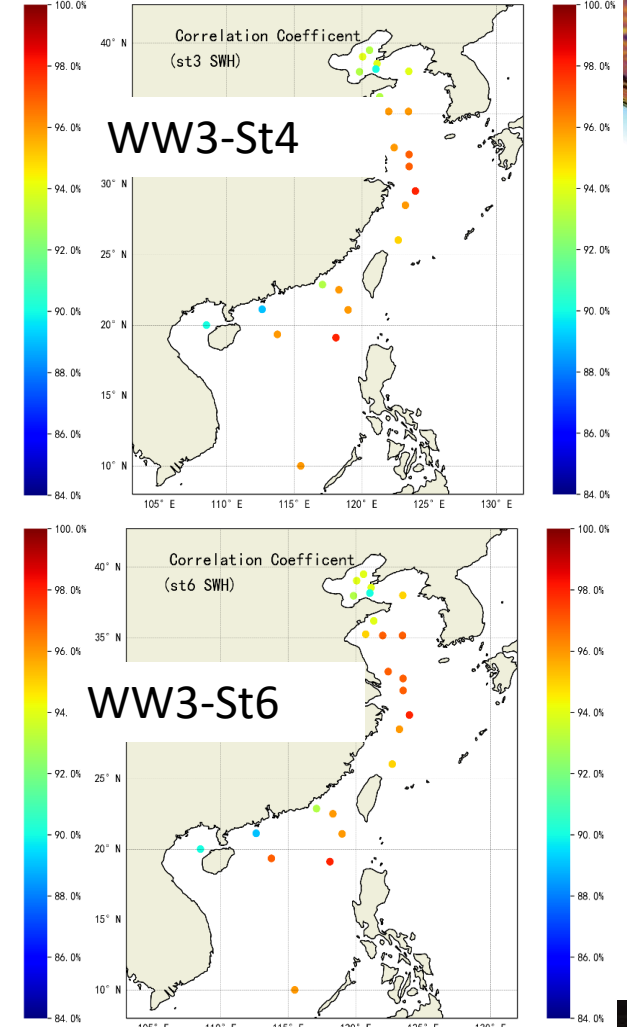 100. 0%
98. 0%
96. 0%
94. 0%
92. 0%
90. 0%
88. 0%
86. 0%
84. 0%
Correlation Coefficent
(st3 SWH)
WW3-St4
40° N
30° N
25° N
20° N
15° N
10° N
105° E
110° E
115° E
120° E
125° E
130° E
100. 0%
98. 0%
96. 0%
94. 0%
92. 0%
90. 0%
88. 0%
86. 0%
84. 0%
100. 0%
98. 0%
96. 0%
94.
92. 0%
90. 0%
88. 0%
86. 0%
84. 0%
Correlation Coefficent
(st6 SWH)
WW3-St6
40° N
35° N
25° N
20° N
15° N
10° N
100. 0%
98. 0%
96. 0%
94. 0%
92. 0%
90. 0%
88. 0%
86. 0%
84. 0%